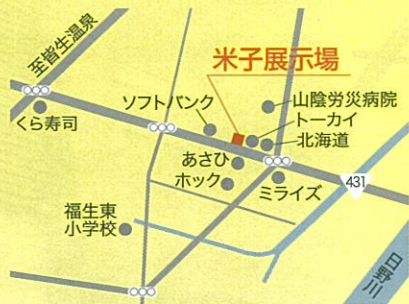 至皆生温泉
米子展示場
ソフトバンク
山陰労災病院
トーカイ
北海道
くら寿司
あさひ
ホック
ミライズ
431
福生東
小学校
日野川